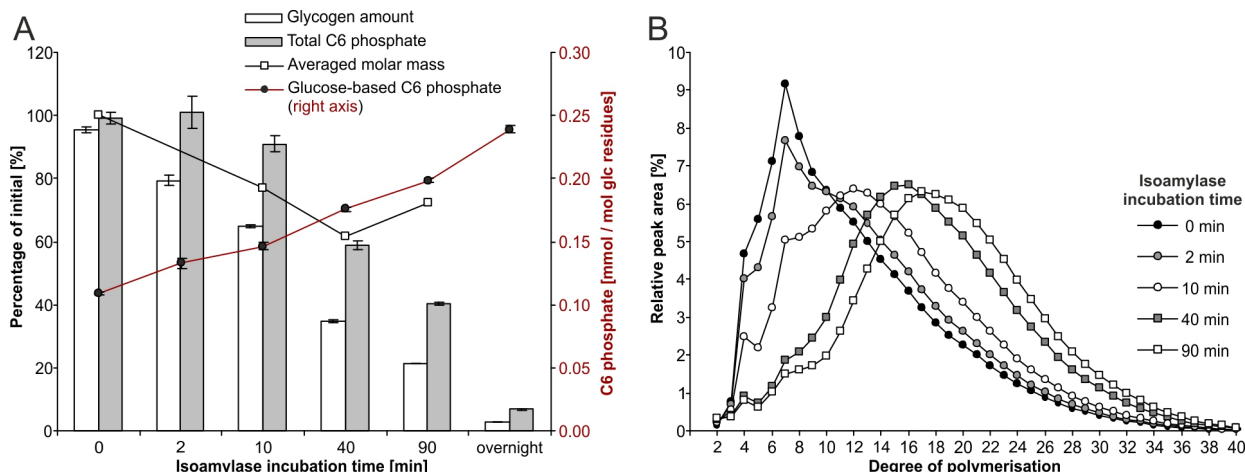 A
Glycogen amount
Total C6 phosphate
Averaged molar mass
Glucose-based C6 phosphate
(right axis)
Percentage of initial [%]
120
100
80
60
40
20
0
0 2 10 40 90 overnight
Isoamylase incubation time [min]
0.30
0.25
0.20
0.15
0.10
0.05
0.00
C6 phosphate [mmol / mol glc residues]
B
Relative peak area [%]
10
9
8
7
6
5
4
3
2
1
0
2 4 6 8 10 12 14 16 18 20 22 24 26 28 30 32 34 36 38 40
Degree of polymerisation
Isoamylase
incubation time
0 min
2 min
10 min
40 min
90 min